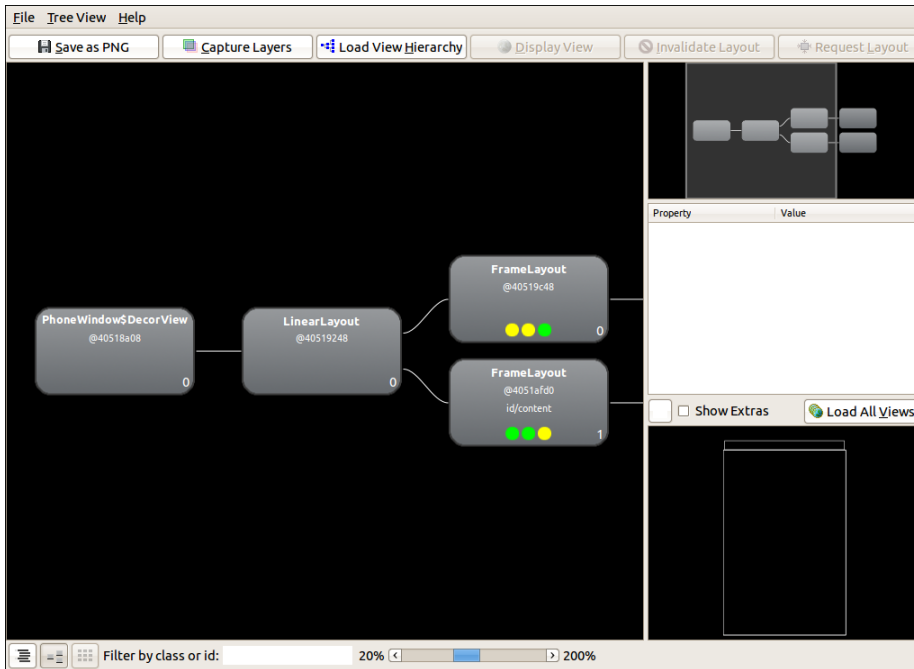 File Tree View Help
Save as PNG Capture Layers Load View Hierarchy Display View Invalidate Layout Request Layout
Property Value
FrameLayout
@40519c48
0
PhoneWindow$DecorView
@40518a08
0
LinearLayout
@40519248
0
FrameLayout
@4051afd0
id/content
1
Show Extras Load All Views
Filter by class or id: 20% 200%